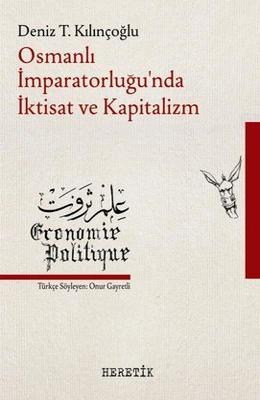 Deniz T. Kılınçoğlu
Osmanlı
İmparatorluğu'nda
İktisat ve Kapitalizm
علم ثروت
Economie
Politique
Türkçe Söyleyen: Onur Gayretli
HERETİK